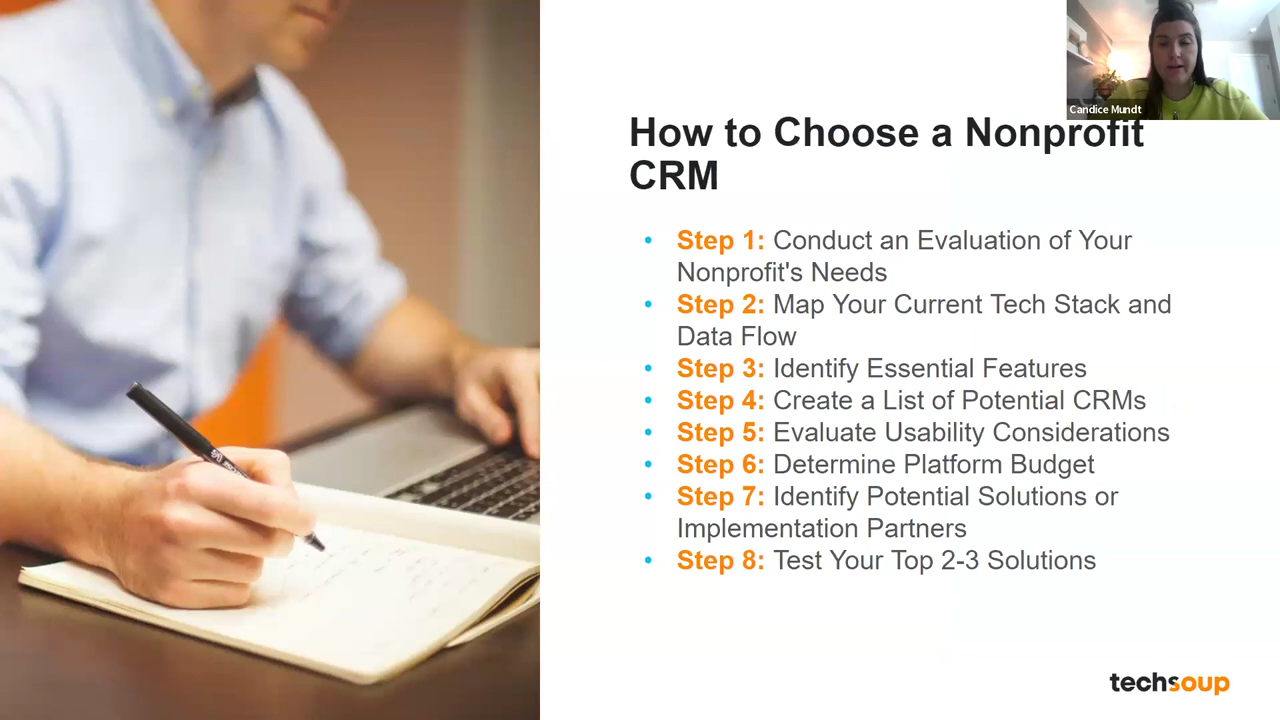 Candice Mundt
How to Choose a Nonprofit
CRM
• Step 1: Conduct an Evaluation of Your
Nonprofit's Needs
• Step 2: Map Your Current Tech Stack and
Data Flow
• Step 3: Identify Essential Features
• Step 4: Create a List of Potential CRMs
• Step 5: Evaluate Usability Considerations
• Step 6: Determine Platform Budget
• Step 7: Identify Potential Solutions or
Implementation Partners
• Step 8: Test Your Top 2-3 Solutions
techsoup